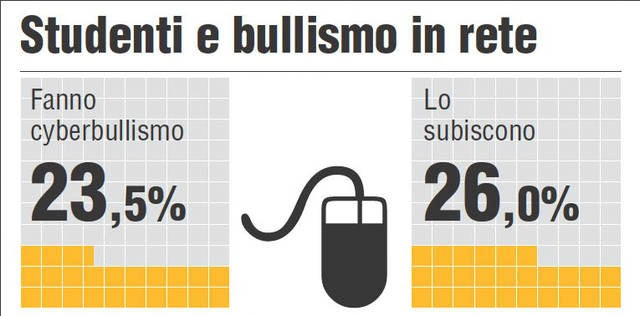 Studenti e bullismo in rete
Fanno
cyberbullismo
23,5%
Lo
subiscono
26,0%